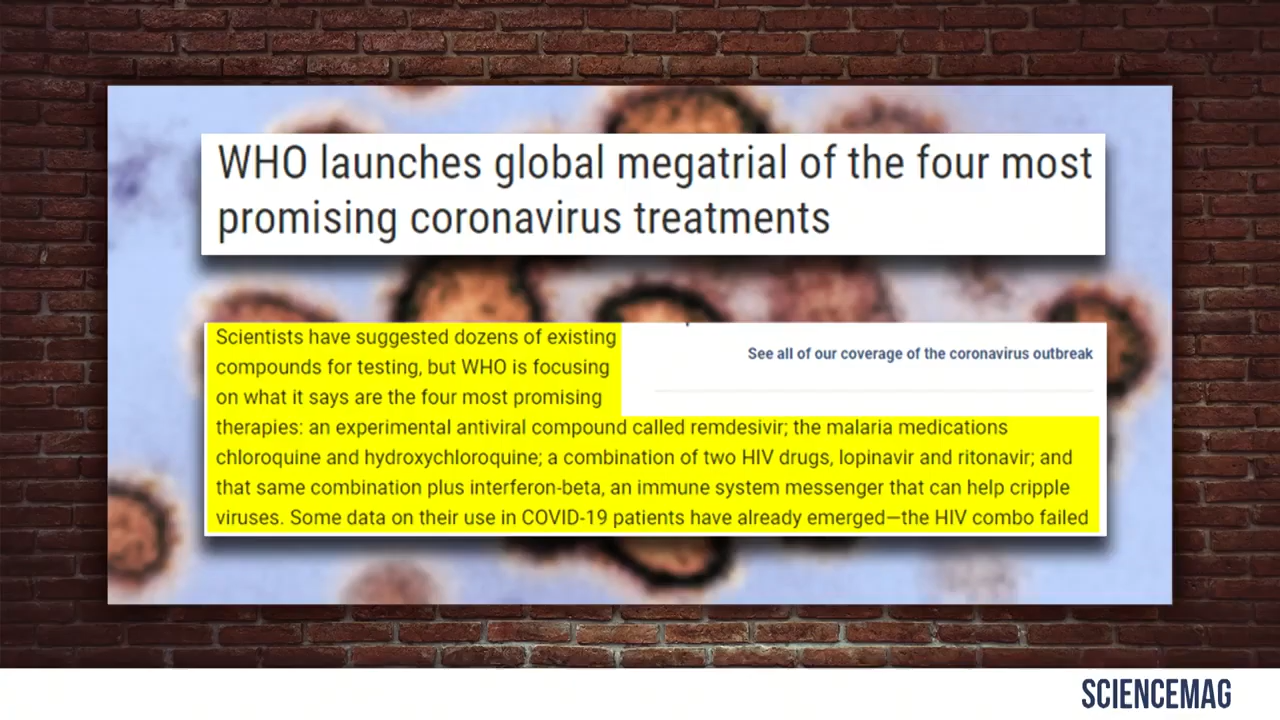 WHO launches global megatrial of the four most
promising coronavirus treatments
Scientists have suggested dozens of existing
compounds for testing, but WHO is focusing
on what it says are the four most promising
therapies: an experimental antiviral compound called remdesivir; the malaria medications
chloroquine and hydroxychloroquine; a combination of two HIV drugs, lopinavir and ritonavir; and
that same combination plus interferon-beta, an immune system messenger that can help cripple
viruses. Some data on their use in COVID-19 patients have already emerged—the HIV combo failed
See all of our coverage of the coronavirus outbreak
SCIENCEMAG